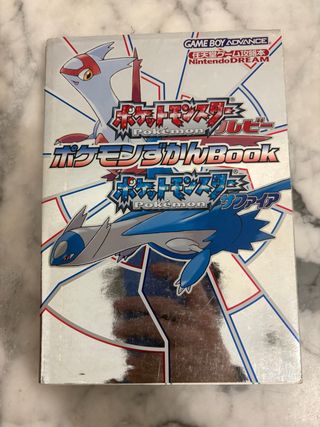 GAME BOY ADVANCE
任天堂ゲーム攻略本
Nintendo DREAM
ポケットモンスター
Pokémon
ルビー
ポケモンずかんBook
ポケットモンスター
Pokémon
サファイア